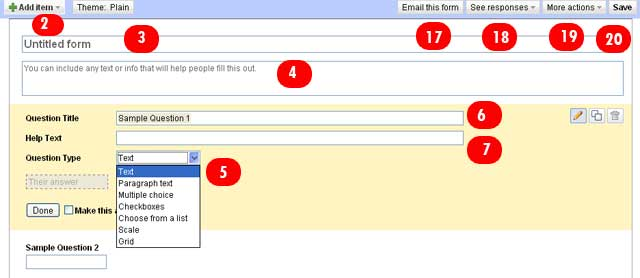 Add item Theme: Plain Email this form See responses More actions Save
2 3 17 18 19 20
Untitled form
You can include any text or info that will help people fill this out.
4
Question Title Sample Question 1 6
Help Text 7
Question Type Text 5
Text
Their answer Paragraph text
Multiple choice
Checkboxes
Done Make this a Choose from a list
Scale
Grid
Sample Question 2